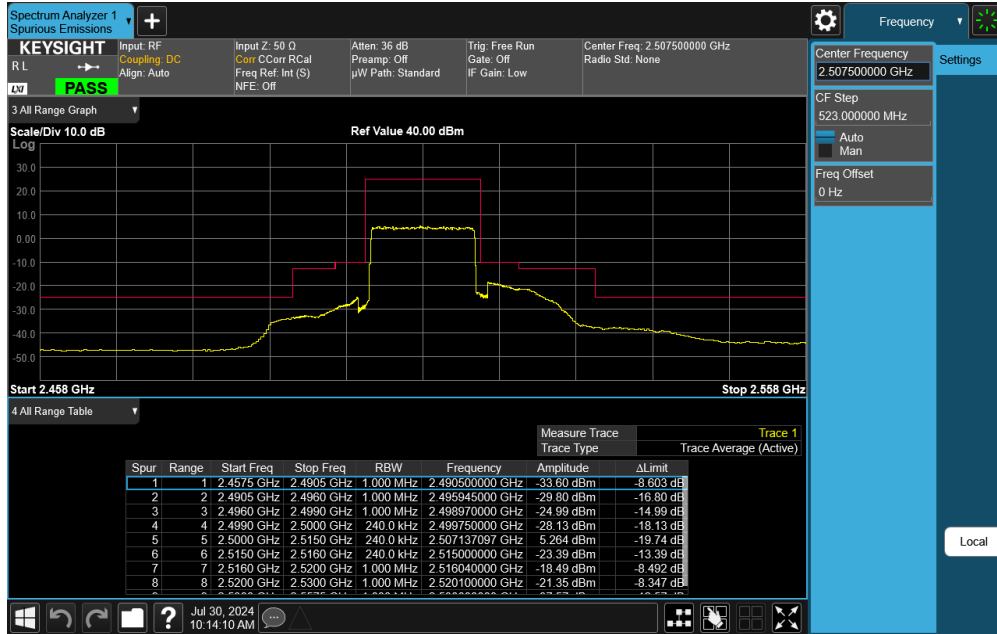 Spectrum Analyzer 1
Spurious Emissions
Frequency
KEYSIGHT
R L
LXI
PASS
Input: RF
Coupling: DC
Align: Auto
Input Z: 50 Ω
Corr CCorr RCal
Freq Ref: Int (S)
NFE: Off
Atten: 36 dB
Preamp: Off
µW Path: Standard
Trig: Free Run
Gate: Off
IF Gain: Low
Center Freq: 2.507500000 GHz
Radio Std: None
Center Frequency
2.507500000 GHz
Settings
CF Step
523.000000 MHz
Auto
Man
Freq Offset
0 Hz
3 All Range Graph
Scale/Div 10.0 dB
Ref Value 40.00 dBm
Log
30.0
20.0
10.0
0.00
-10.0
-20.0
-30.0
-40.0
-50.0
Start 2.458 GHz
Stop 2.558 GHz
4 All Range Table
Measure Trace Trace 1
Trace Type Trace Average (Active)
Spur Range Start Freq Stop Freq RBW Frequency Amplitude ΔLimit
1 1 2.4575 GHz 2.4905 GHz 1.000 MHz 2.490500000 GHz -33.60 dBm -8.603 dB
2 2 2.4905 GHz 2.4960 GHz 1.000 MHz 2.495945000 GHz -29.80 dBm -16.80 dB
3 3 2.4960 GHz 2.4990 GHz 1.000 MHz 2.498970000 GHz -24.99 dBm -14.99 dB
4 4 2.4990 GHz 2.5000 GHz 240.0 kHz 2.499750000 GHz -28.13 dBm -18.13 dB
5 5 2.5000 GHz 2.5150 GHz 240.0 kHz 2.507137097 GHz 5.264 dBm -19.74 dB
6 6 2.5150 GHz 2.5160 GHz 240.0 kHz 2.515000000 GHz -23.39 dBm -13.39 dB
7 7 2.5160 GHz 2.5200 GHz 1.000 MHz 2.516040000 GHz -18.49 dBm -8.492 dB
8 8 2.5200 GHz 2.5300 GHz 1.000 MHz 2.520100000 GHz -21.35 dBm -8.347 dB
Local
Jul 30, 2024
10:14:10 AM